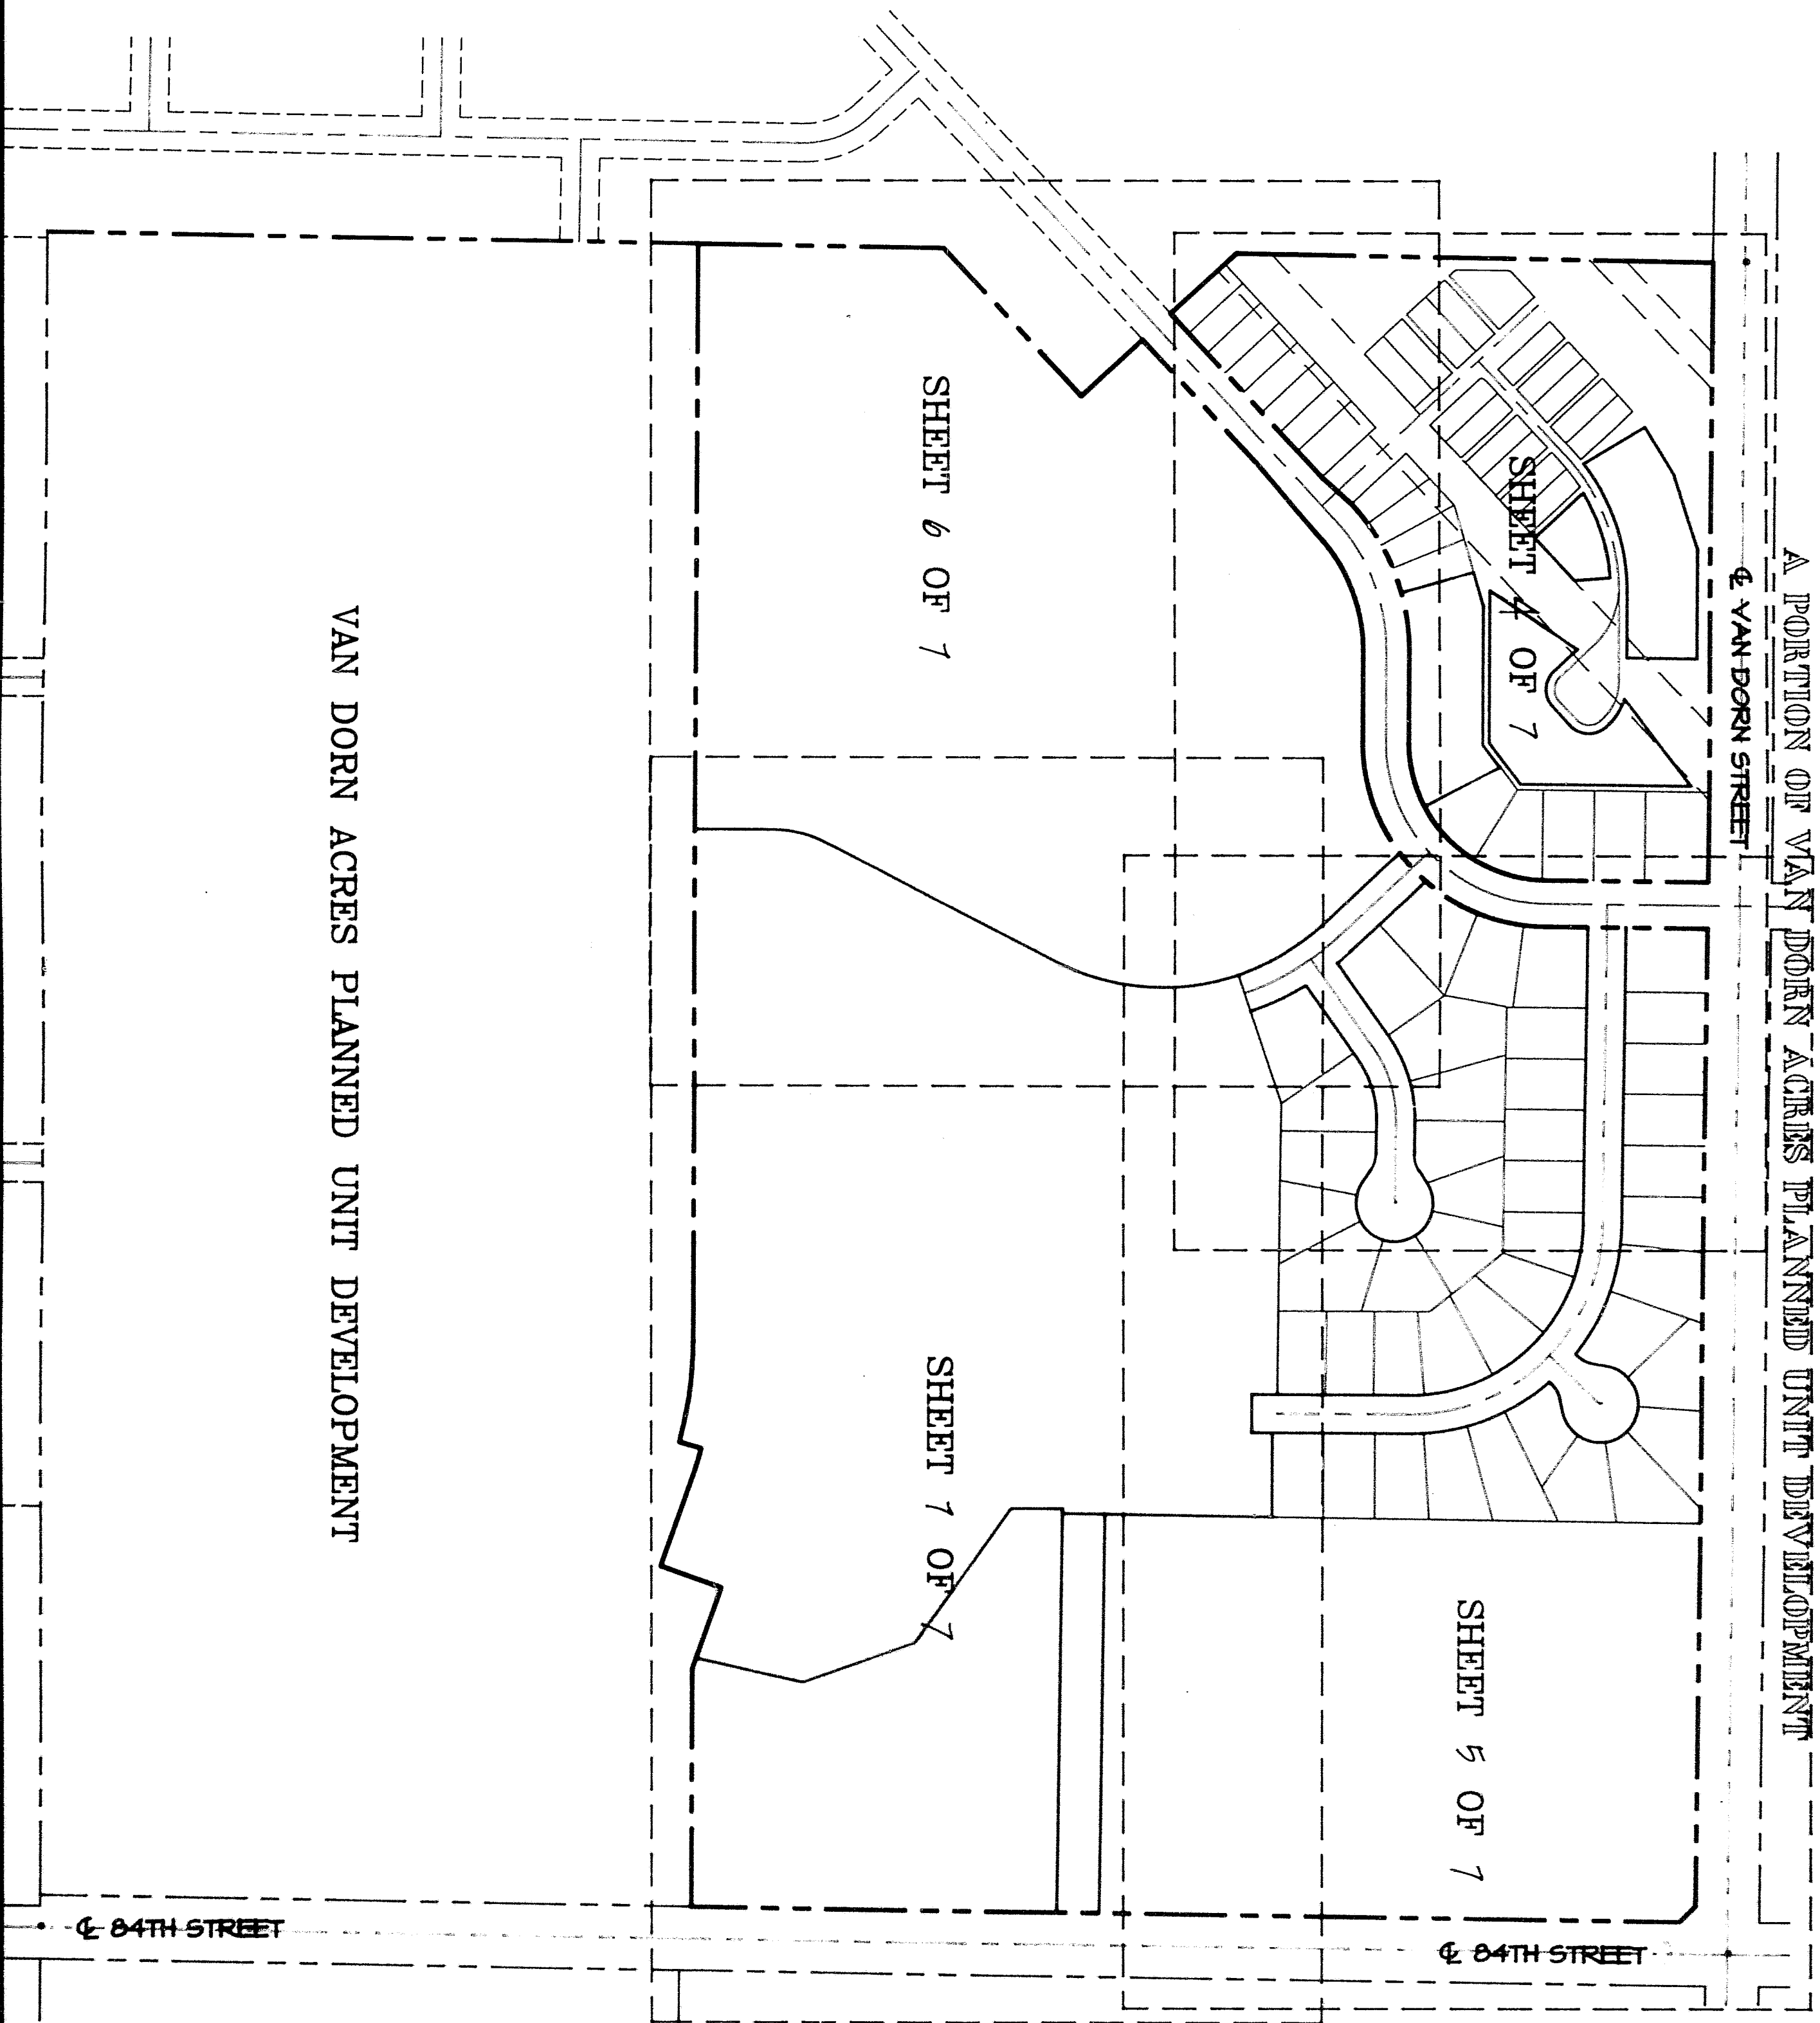 A PORTION OF VAN DORN ACRES PLANNED UNIT DEVELOPMENT
℄ VAN DORN STREET
SHEET 4 OF 7
SHEET 5 OF 7
SHEET 6 OF 7
SHEET 7 OF 7
VAN DORN ACRES PLANNED UNIT DEVELOPMENT
℄ 84TH STREET
℄ 84TH STREET